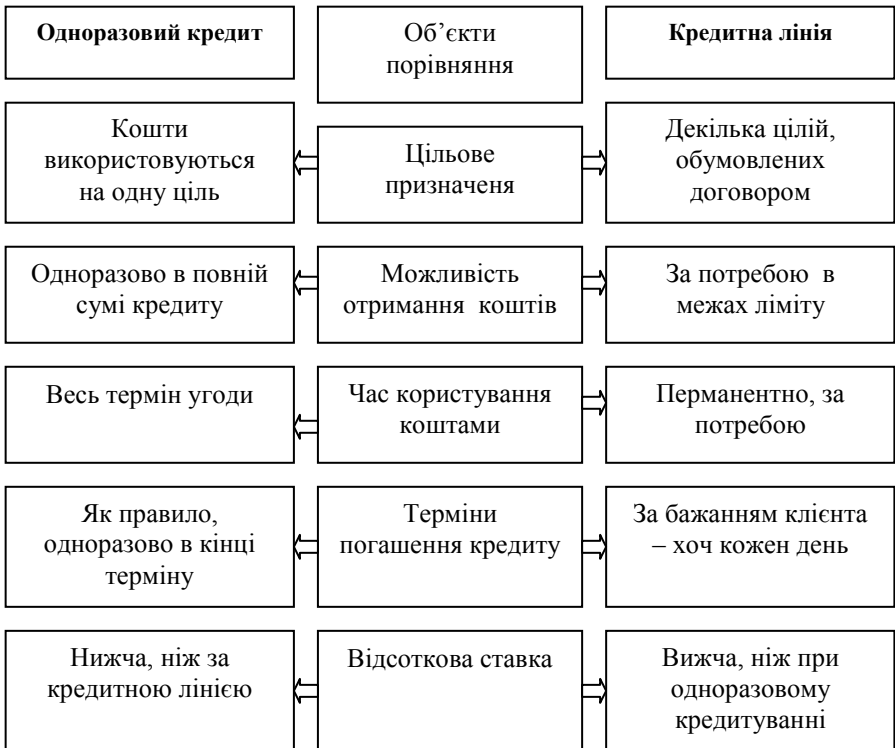 Одноразовий кредит
Об’єкти
порівняння
Кредитна лінія
Кошти
використовуються
на одну ціль
Цільове
призначеня
Декілька цілій,
обумовлених
договором
Одноразово в повній
сумі кредиту
Можливість
отримання коштів
За потребою в
межах ліміту
Весь термін угоди
Час користування
коштами
Перманентно, за
потребою
Як правило,
одноразово в кінці
терміну
Терміни
погашення кредиту
За бажанням клієнта
– хоч кожен день
Нижча, ніж за
кредитною лінією
Відсоткова ставка
Вижча, ніж при
одноразовому
кредитуванні